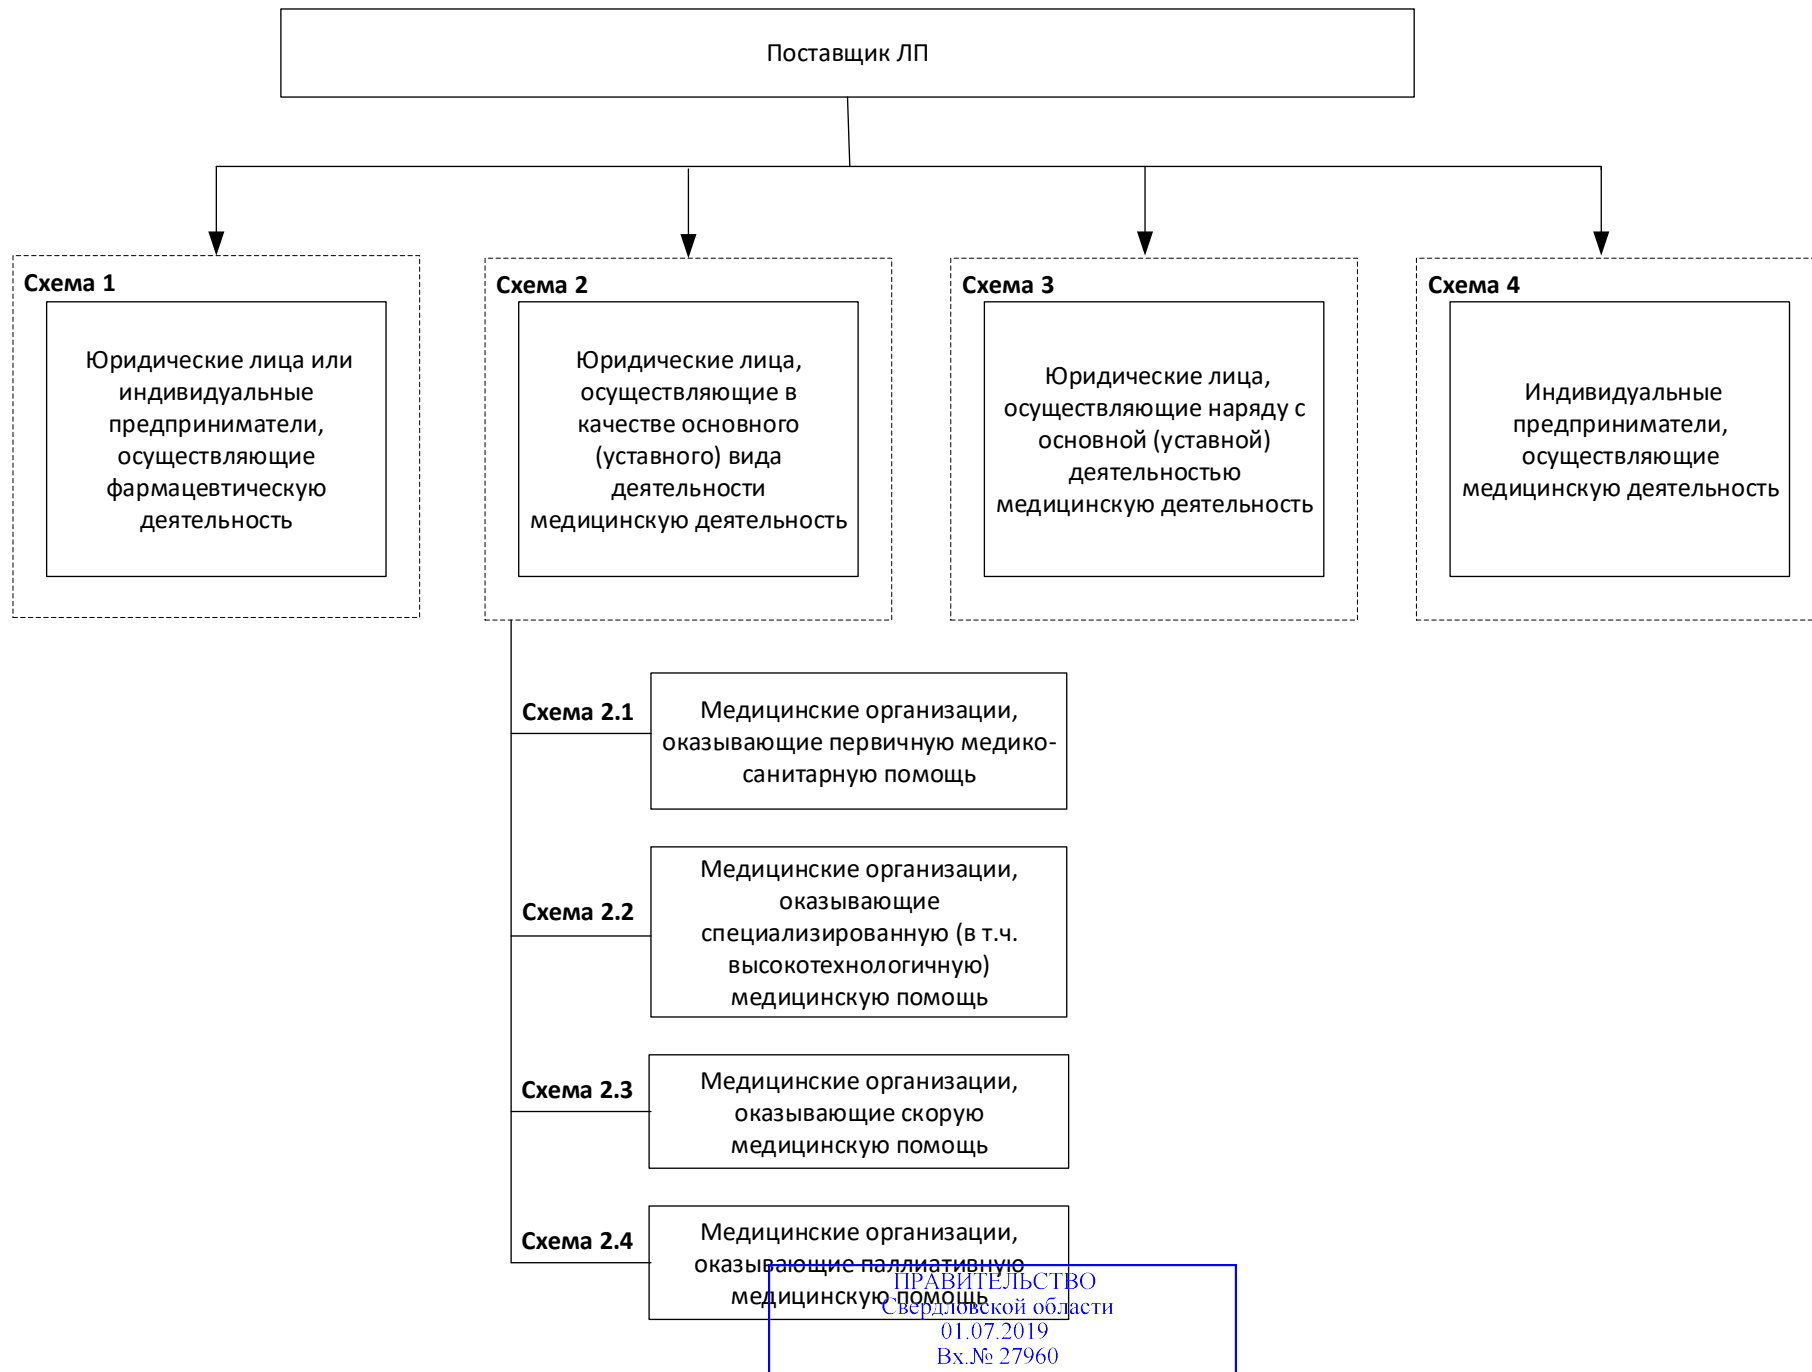 Поставщик ЛП
Схема 1
Юридические лица или
индивидуальные
предприниматели,
осуществляющие
фармацевтическую
деятельность
Схема 2
Юридические лица,
осуществляющие в
качестве основного
(уставного) вида
деятельности
медицинскую деятельность
Схема 3
Юридические лица,
осуществляющие наряду с
основной (уставной)
деятельностью
медицинскую деятельность
Схема 4
Индивидуальные
предприниматели,
осуществляющие
медицинскую деятельность
Схема 2.1
Медицинские организации,
оказывающие первичную медико-
санитарную помощь
Схема 2.2
Медицинские организации,
оказывающие
специализированную (в т.ч.
высокотехнологичную)
медицинскую помощь
Схема 2.3
Медицинские организации,
оказывающие скорую
медицинскую помощь
Схема 2.4
Медицинские организации,
оказывающие паллиативную
медицинскую помощь
ПРАВИТЕЛЬСТВО
Свердловской области
01.07.2019
Вх.№ 27960